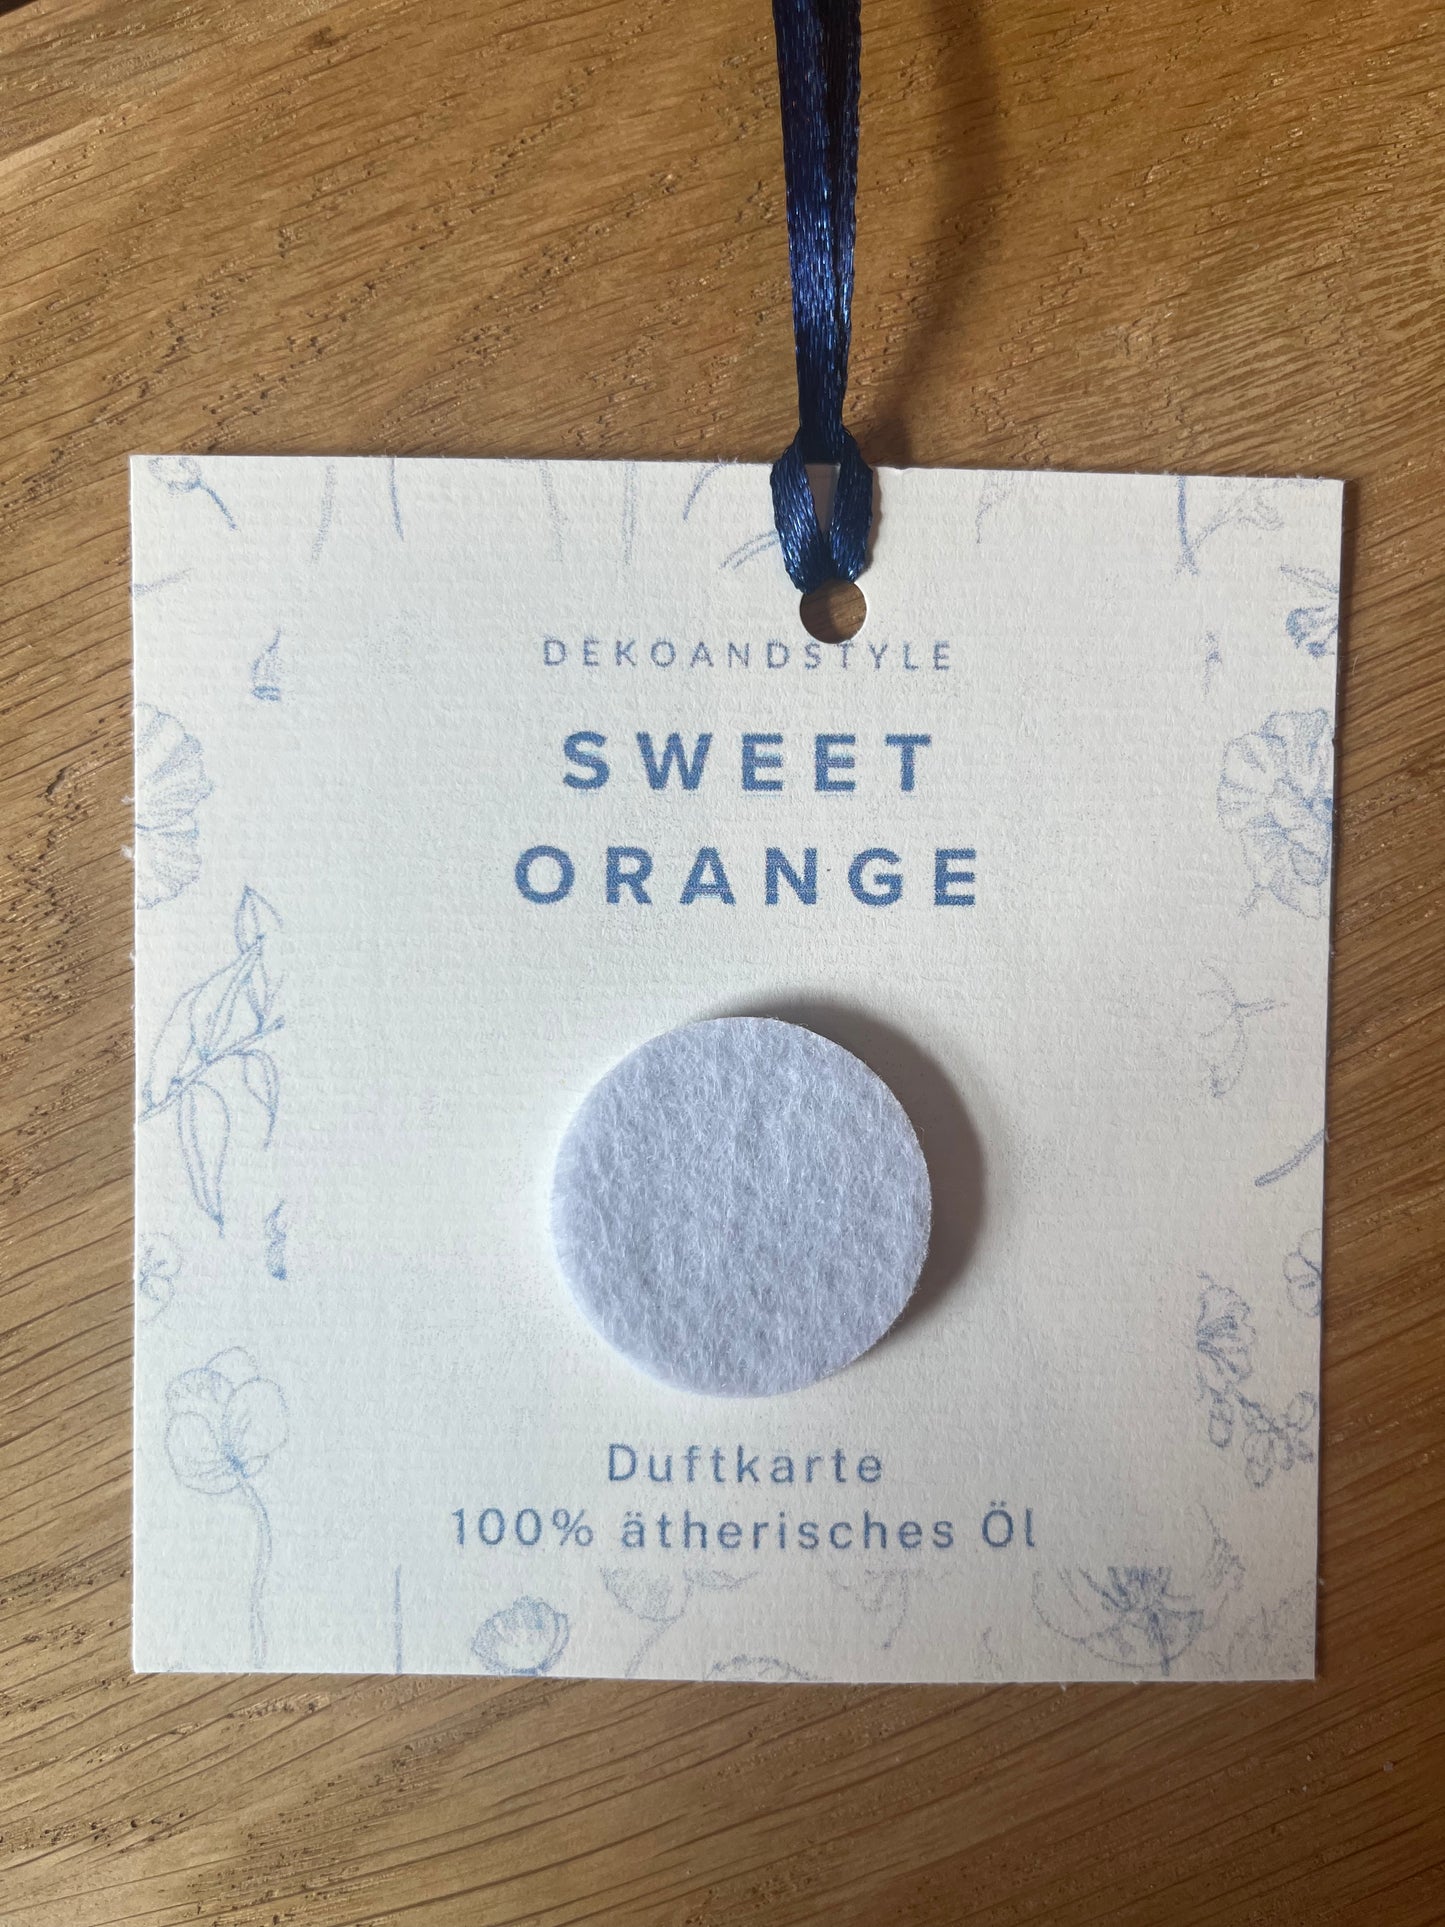 DEKOANDSTYLE
SWEET
ORANGE
Duftkarte
100% ätherisches Öl